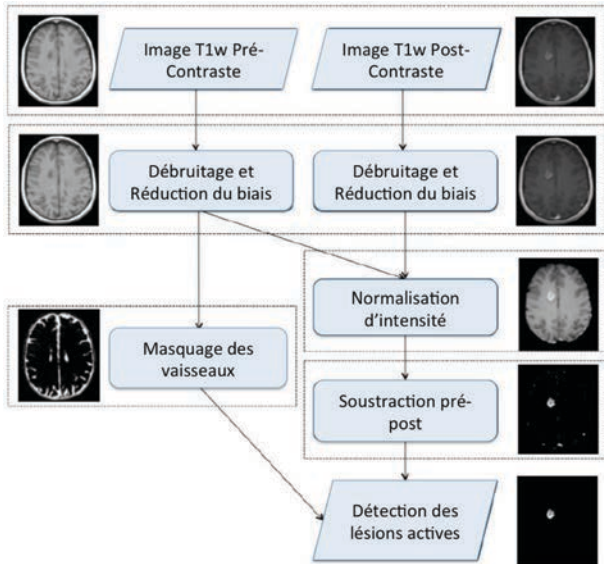 Image T1w Pré-
Contraste
Image T1w Post-
Contraste
Débruitage et
Réduction du biais
Débruitage et
Réduction du biais
Normalisation
d’intensité
Masquage des
vaisseaux
Soustraction pré-
post
Détection des
lésions actives